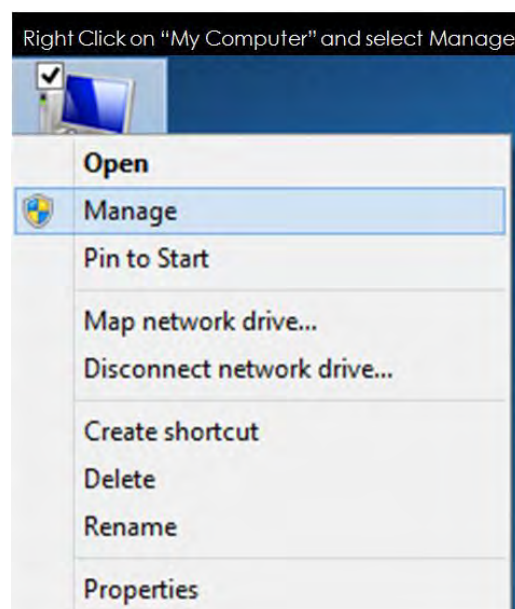 Right Click on “My Computer” and select Manage
Open
Manage
Pin to Start
Map network drive...
Disconnect network drive...
Create shortcut
Delete
Rename
Properties